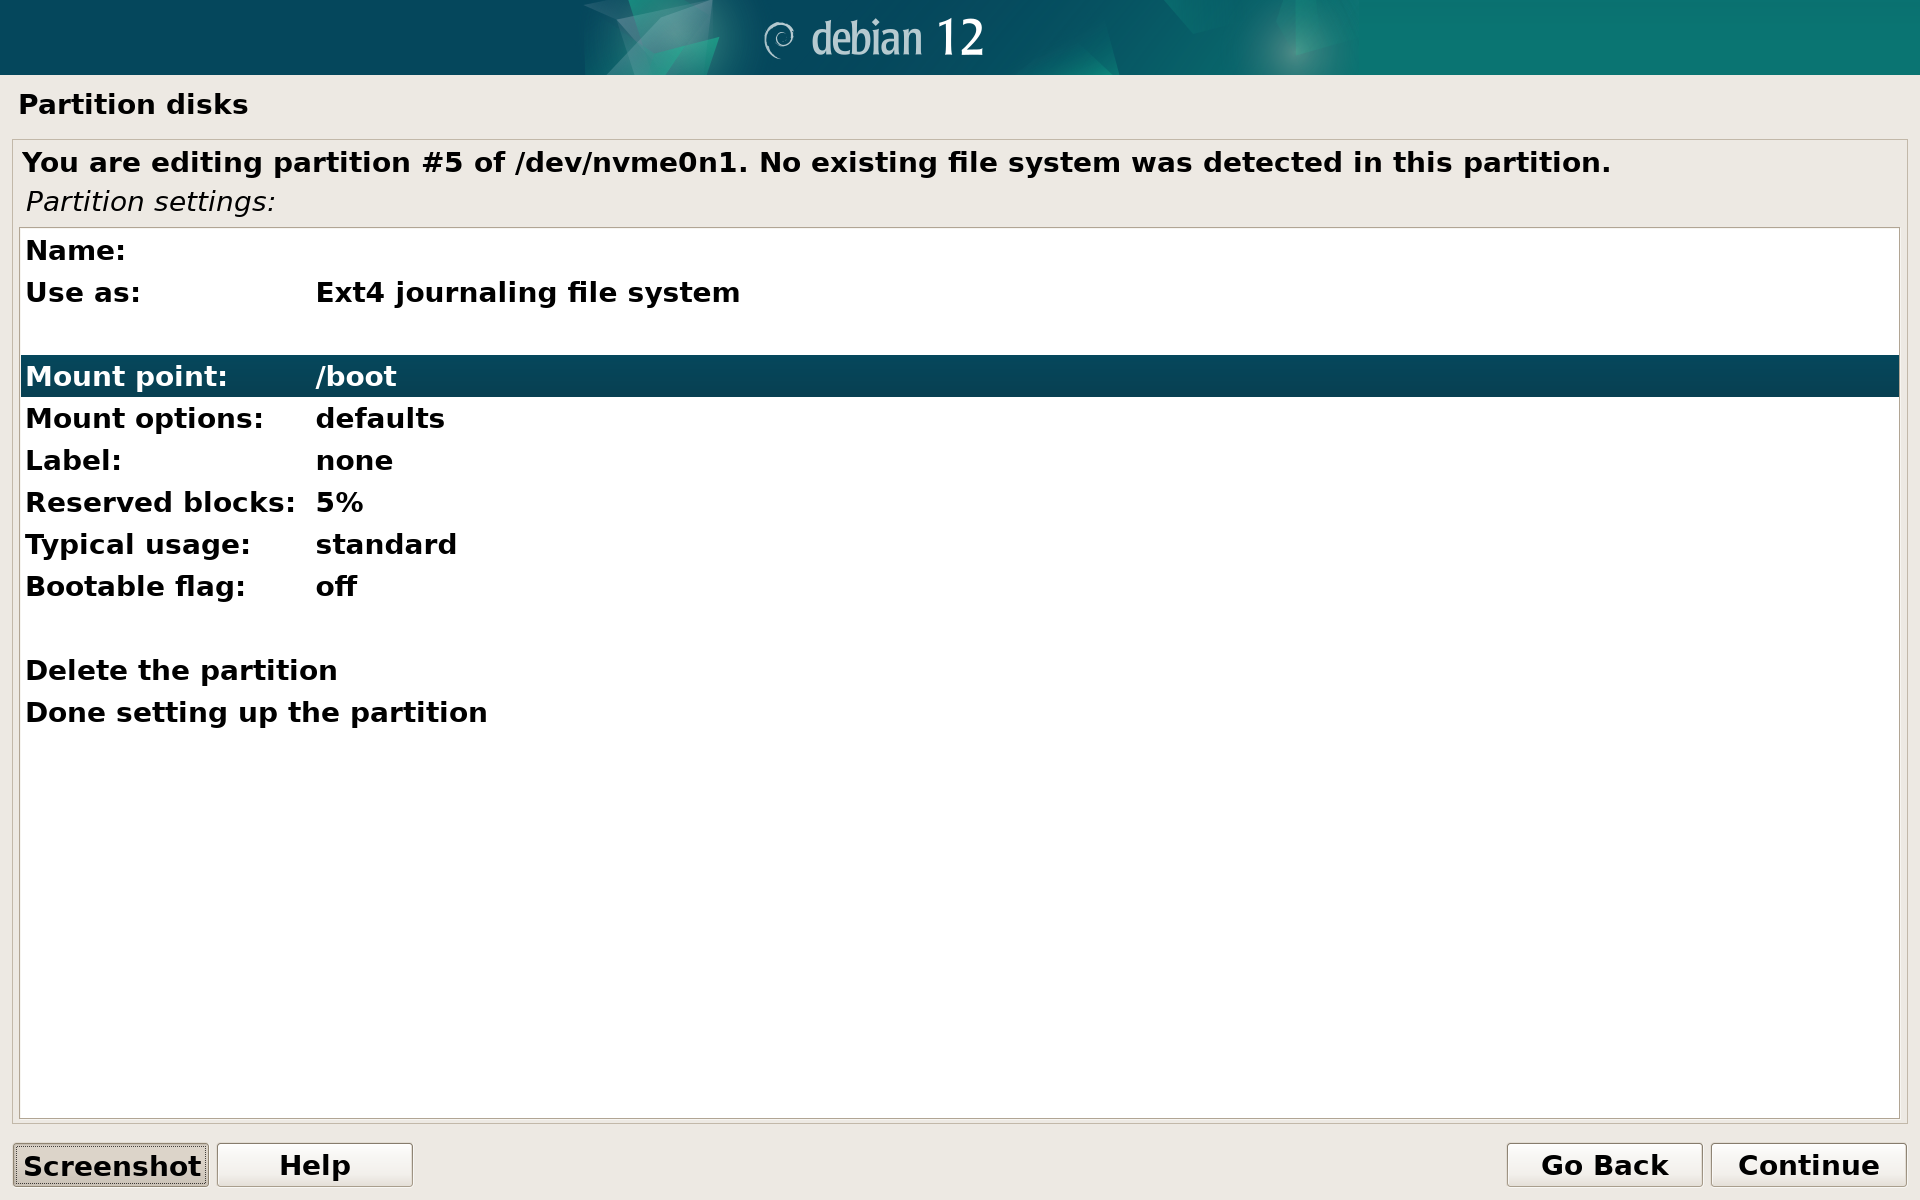 debian 12
Partition disks
You are editing partition #5 of /dev/nvme0n1. No existing file system was detected in this partition.
Partition settings:
Name:
Use as: Ext4 journaling file system
Mount point: /boot
Mount options: defaults
Label: none
Reserved blocks: 5%
Typical usage: standard
Bootable flag: off
Delete the partition
Done setting up the partition
Screenshot Help Go Back Continue